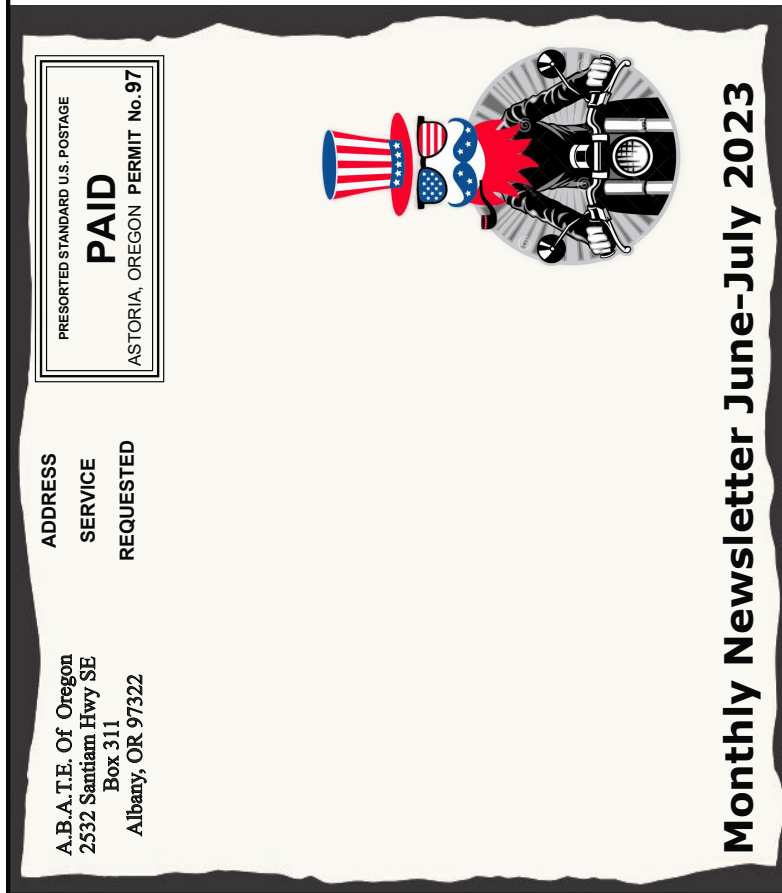 A.B.A.T.E. Of Oregon
2532 Santiam Hwy SE
Box 311
Albany, OR 97322
ADDRESS
SERVICE
REQUESTED
PRESORTED STANDARD U.S. POSTAGE
PAID
ASTORIA, OREGON PERMIT No.97
Monthly Newsletter June-July 2023